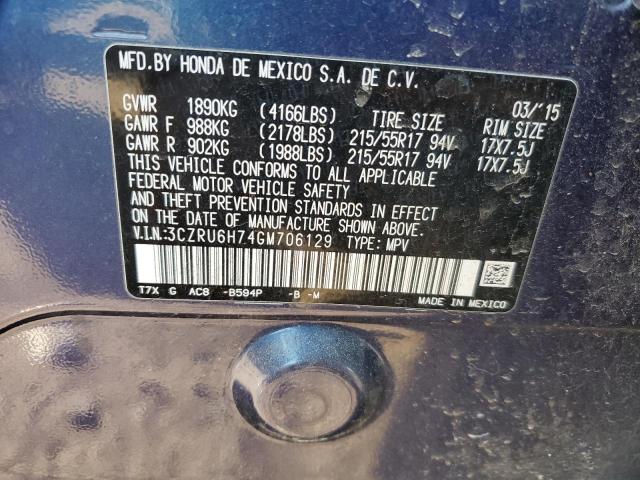 MFD.BY HONDA DE MEXICO S.A. DE C.V.
03/'15
GVWR 1890KG (4166LBS) TIRE SIZE RIM SIZE
GAWR F 988KG (2178LBS) 215/55R17 94V 17X7.5J
GAWR R 902KG (1988LBS) 215/55R17 94V 17X7.5J
THIS VEHICLE CONFORMS TO ALL APPLICABLE
FEDERAL MOTOR VEHICLE SAFETY
AND THEFT PREVENTION STANDARDS IN EFFECT
ON THE DATE OF MANUFACTURE SHOWN ABOVE.
V.I.N.:3CZRU6H74GM706129 TYPE: MPV
T7X G AC8 -B594P -B -M
MADE IN MEXICO